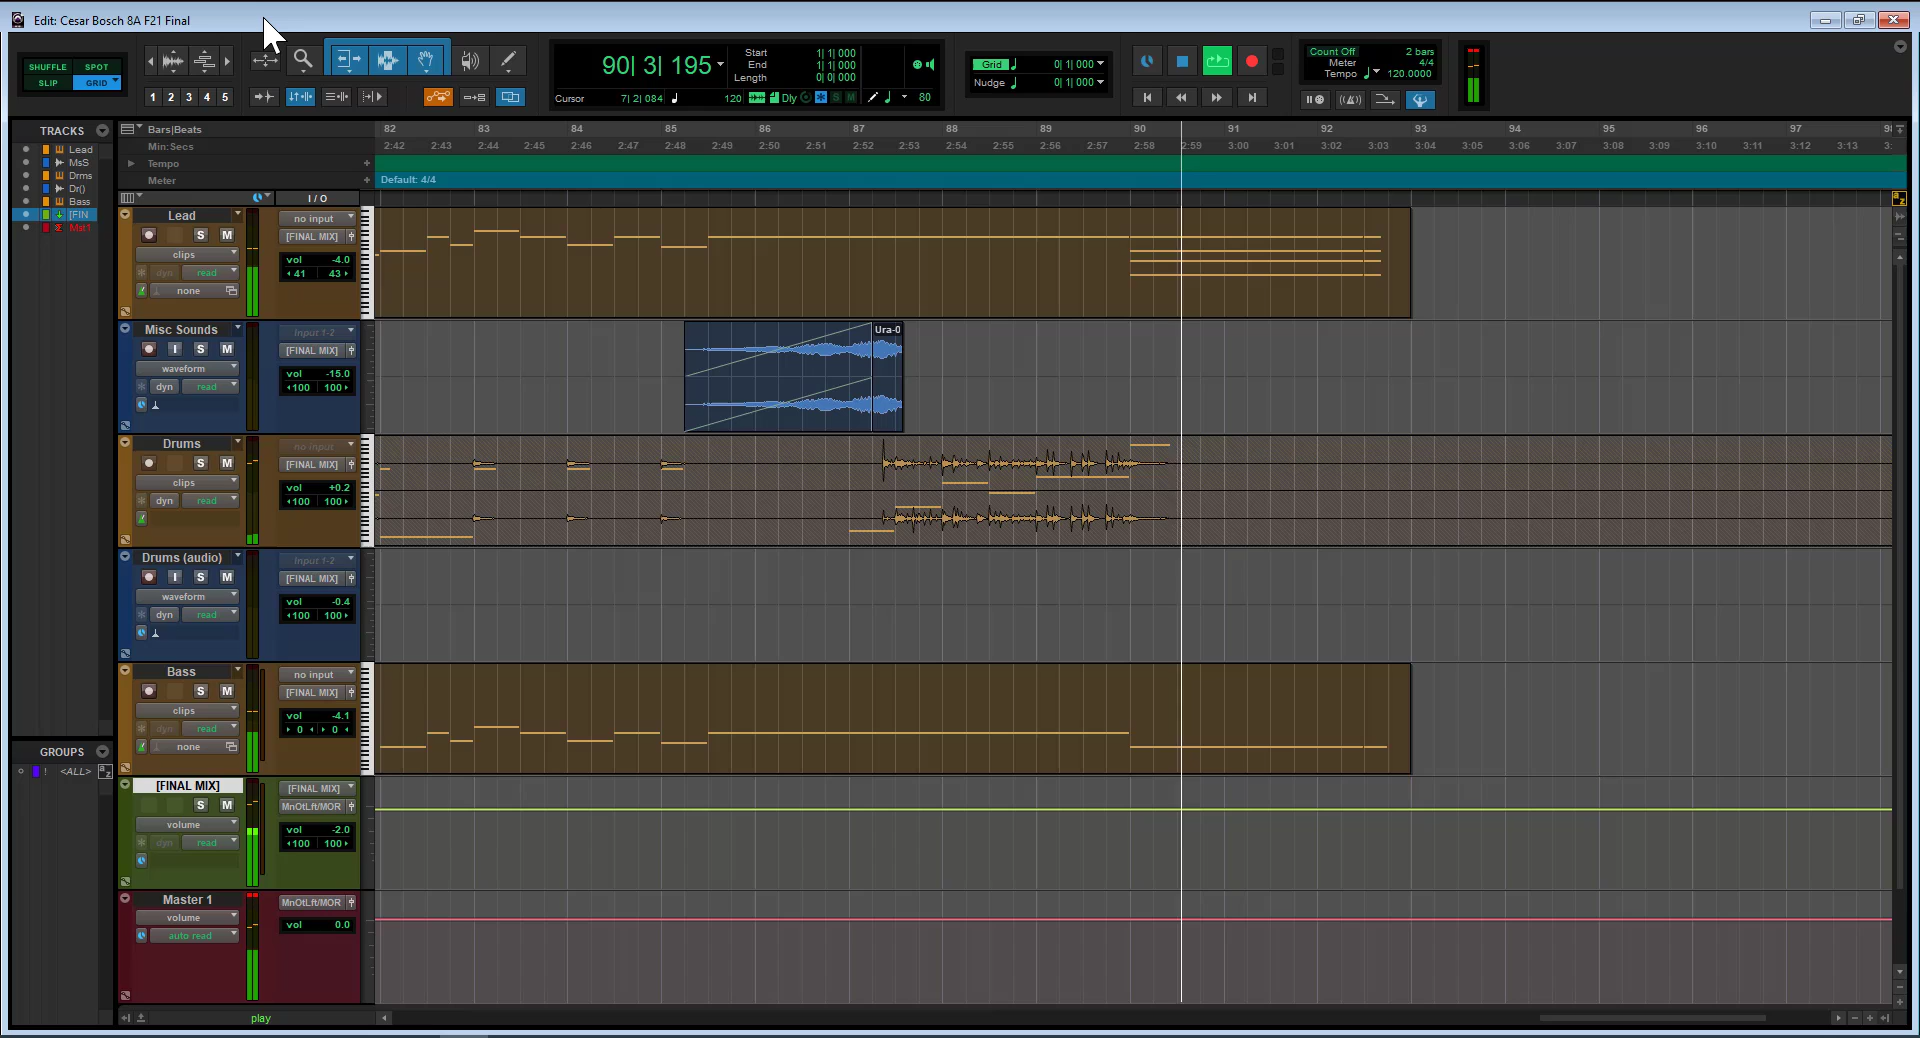 Edit: Cesar Bosch 8A F21 Final
SHUFFLE SPOT
SLIP GRID
1 2 3 4 5
90| 3| 195
Start 1| 1| 000
End 1| 1| 000
Length 0| 0| 000
Cursor 7| 2| 084 120 Dly S M 80
Grid 0| 1| 000
Nudge 0| 1| 000
Count Off 2 bars
Meter 4/4
Tempo 120.0000
TRACKS
Lead
MsS
Drms
Dr()
Bass
[FIN
Mst1
GROUPS
! <ALL>
a z
Bars|Beats 82 83 84 85 86 87 88 89 90 91 92 93 94 95 96 97
Min:Secs 2:42 2:43 2:44 2:45 2:46 2:47 2:48 2:49 2:50 2:51 2:52 2:53 2:54 2:55 2:56 2:57 2:58 2:59 3:00 3:01 3:02 3:03 3:04 3:05 3:06 3:07 3:08 3:09 3:10 3:11 3:12 3:13 3:
Tempo
Meter Default: 4/4
I / O
Lead no input
S M [FINAL MIX]
clips vol -4.0
dyn read 41 43
none
Misc Sounds Input 1-2
I S M [FINAL MIX]
waveform vol -15.0
dyn read 100 100
Ura-0
Drums no input
S M [FINAL MIX]
clips vol +0.2
dyn read 100 100
Drums (audio) Input 1-2
I S M [FINAL MIX]
waveform vol -0.4
dyn read 100 100
Bass no input
S M [FINAL MIX]
clips vol -4.1
dyn read 0 0
none
[FINAL MIX] [FINAL MIX]
S M MnOtLft/MOR
volume vol -2.0
dyn read 100 100
Master 1 MnOtLft/MOR
volume vol 0.0
auto read
play